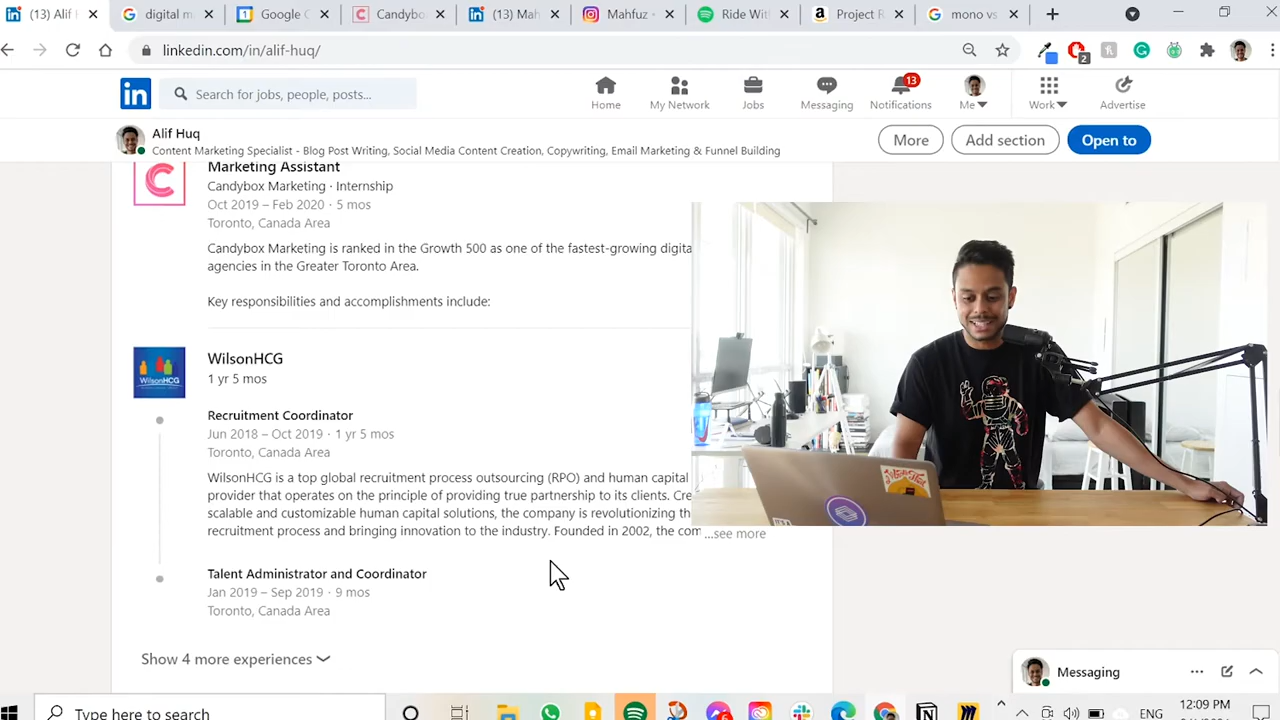 (13) Alif
digital m
Google C
Candybo
(13) Mah
Mahfuz
Ride Wit
Project R
mono vs
linkedin.com/in/alif-huq/
2
in
Search for jobs, people, posts...
Home
My Network
Jobs
Messaging
13
Notifications
Me
Work
Advertise
Alif Huq
Content Marketing Specialist - Blog Post Writing, Social Media Content Creation, Copywriting, Email Marketing & Funnel Building
More
Add section
Open to
Marketing Assistant
Candybox Marketing · Internship
Oct 2019 – Feb 2020 · 5 mos
Toronto, Canada Area
Candybox Marketing is ranked in the Growth 500 as one of the fastest-growing digita
agencies in the Greater Toronto Area.
Key responsibilities and accomplishments include:
WilsonHCG
WilsonHCG
1 yr 5 mos
Recruitment Coordinator
Jun 2018 – Oct 2019 · 1 yr 5 mos
Toronto, Canada Area
WilsonHCG is a top global recruitment process outsourcing (RPO) and human capital
provider that operates on the principle of providing true partnership to its clients. Cre
scalable and customizable human capital solutions, the company is revolutionizing th
recruitment process and bringing innovation to the industry. Founded in 2002, the com
...see more
Talent Administrator and Coordinator
Jan 2019 – Sep 2019 · 9 mos
Toronto, Canada Area
Show 4 more experiences
Messaging
Type here to search
ENG
12:09 PM